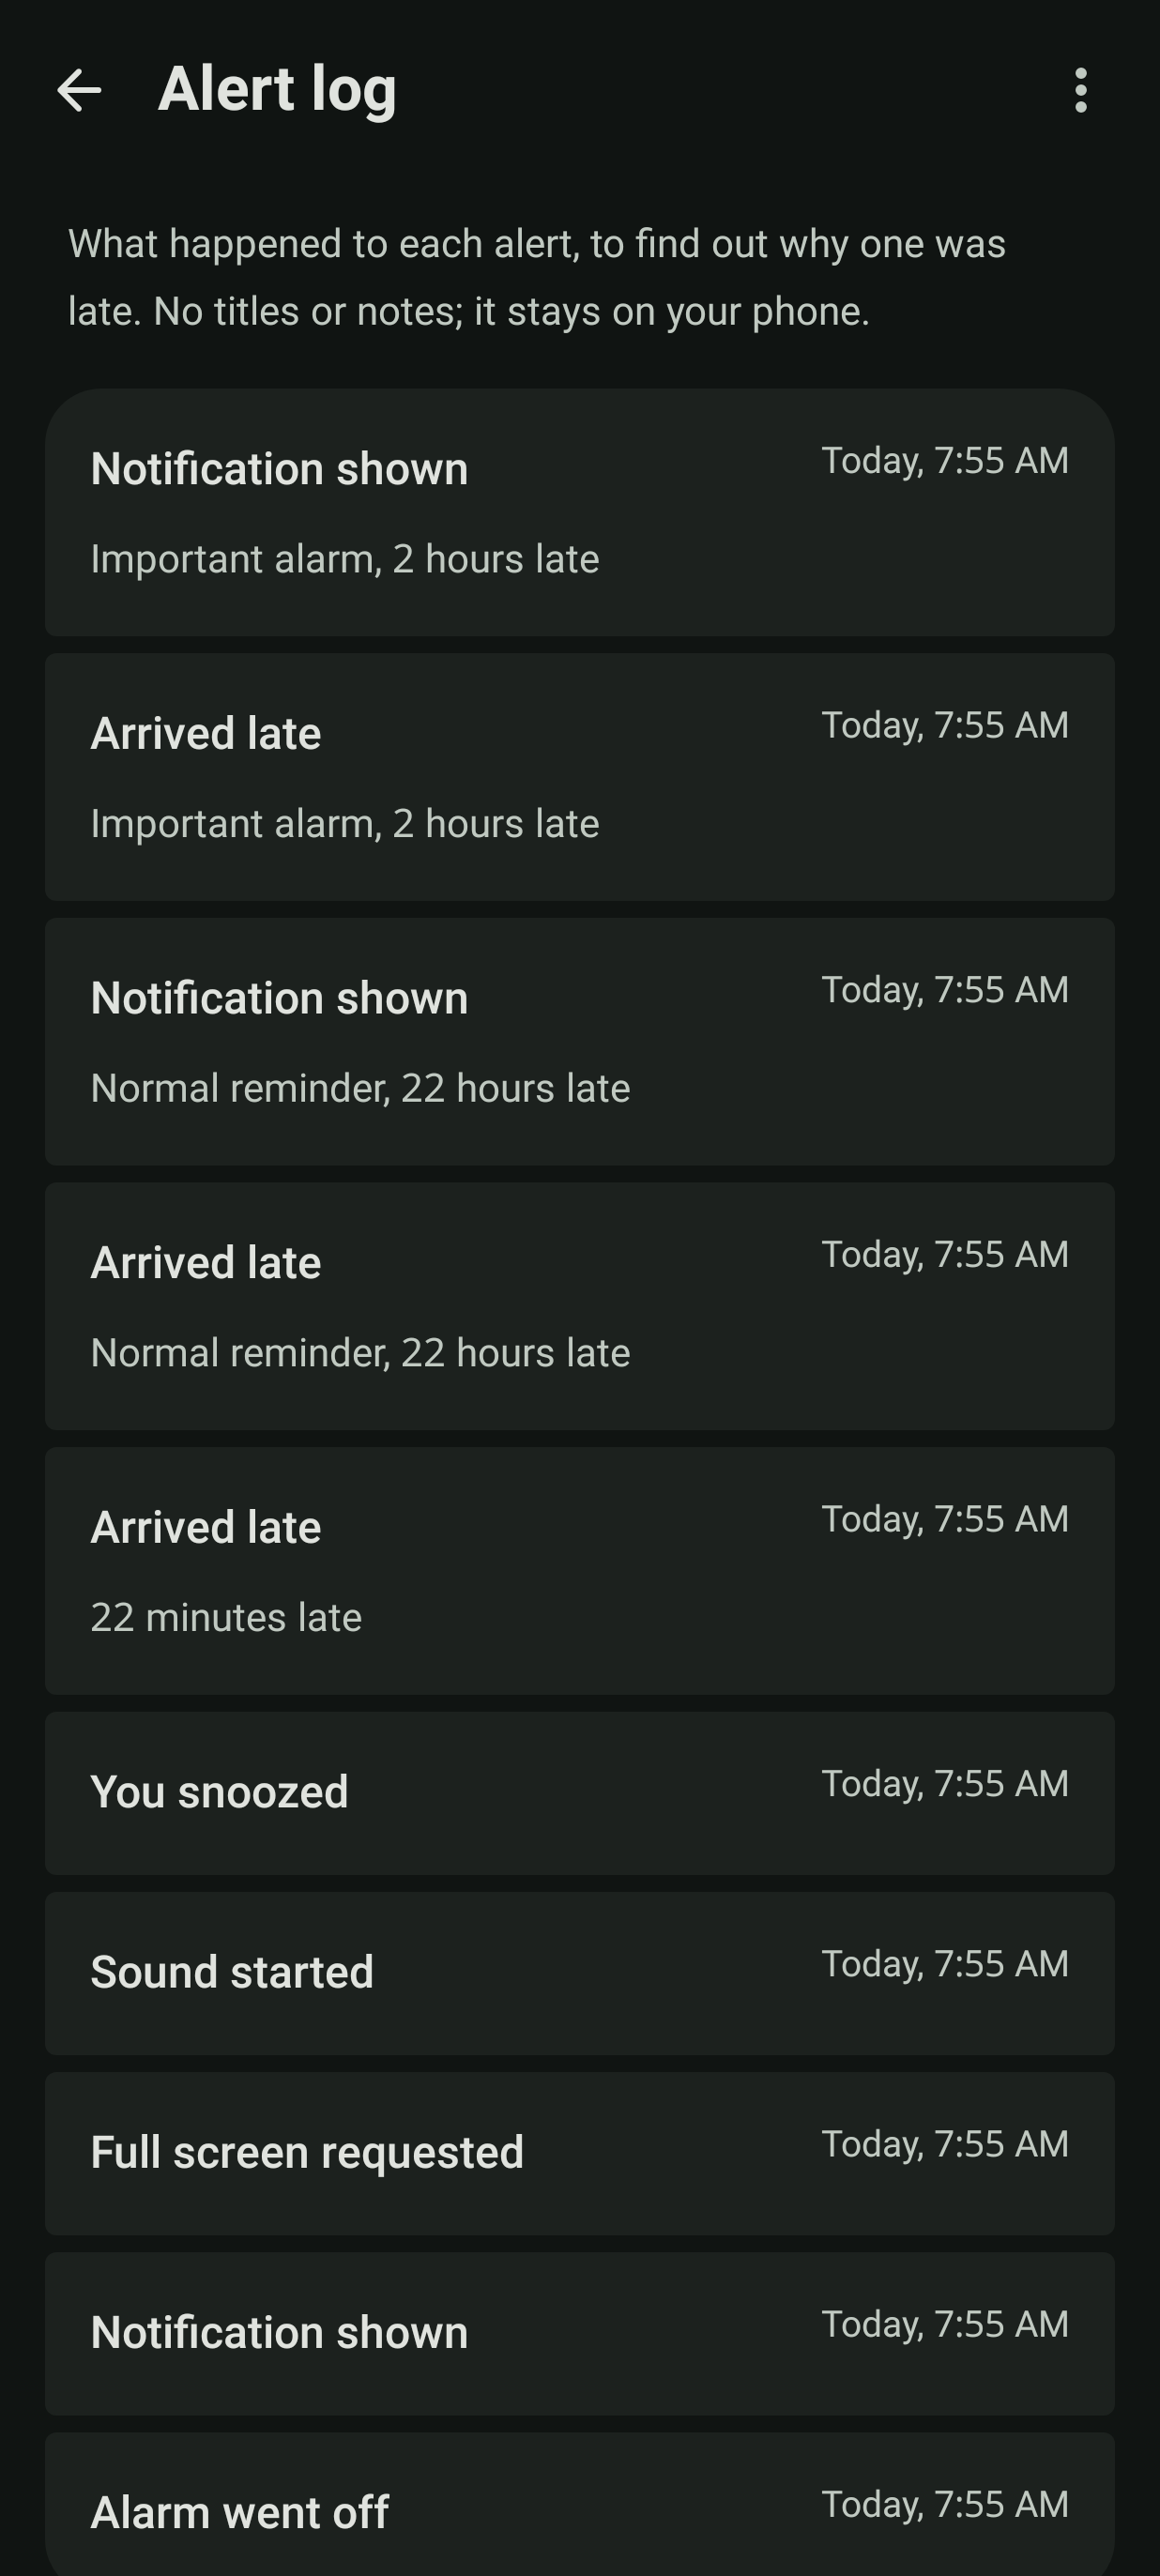 Alert log
What happened to each alert, to find out why one was
late. No titles or notes; it stays on your phone.
Notification shown
Today, 7:55 AM
Important alarm, 2 hours late
Arrived late
Today, 7:55 AM
Important alarm, 2 hours late
Notification shown
Today, 7:55 AM
Normal reminder, 22 hours late
Arrived late
Today, 7:55 AM
Normal reminder, 22 hours late
Arrived late
Today, 7:55 AM
22 minutes late
You snoozed
Today, 7:55 AM
Sound started
Today, 7:55 AM
Full screen requested
Today, 7:55 AM
Notification shown
Today, 7:55 AM
Alarm went off
Today, 7:55 AM